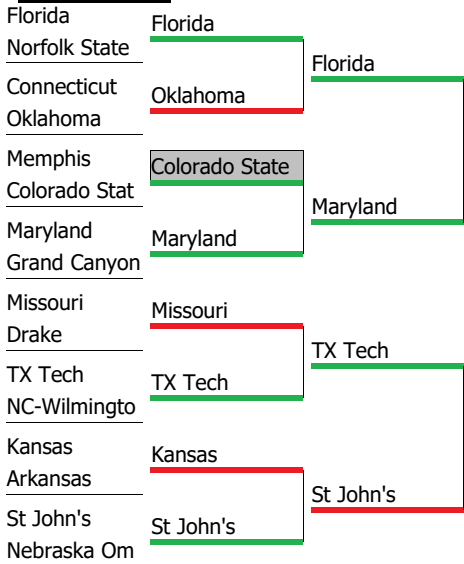 Florida
Norfolk State
Connecticut
Oklahoma
Memphis
Colorado Stat
Maryland
Grand Canyon
Missouri
Drake
TX Tech
NC-Wilmingto
Kansas
Arkansas
St John's
Nebraska Om
Florida
Oklahoma
Colorado State
Maryland
Missouri
TX Tech
Kansas
St John's
Florida
Maryland
TX Tech
St John's